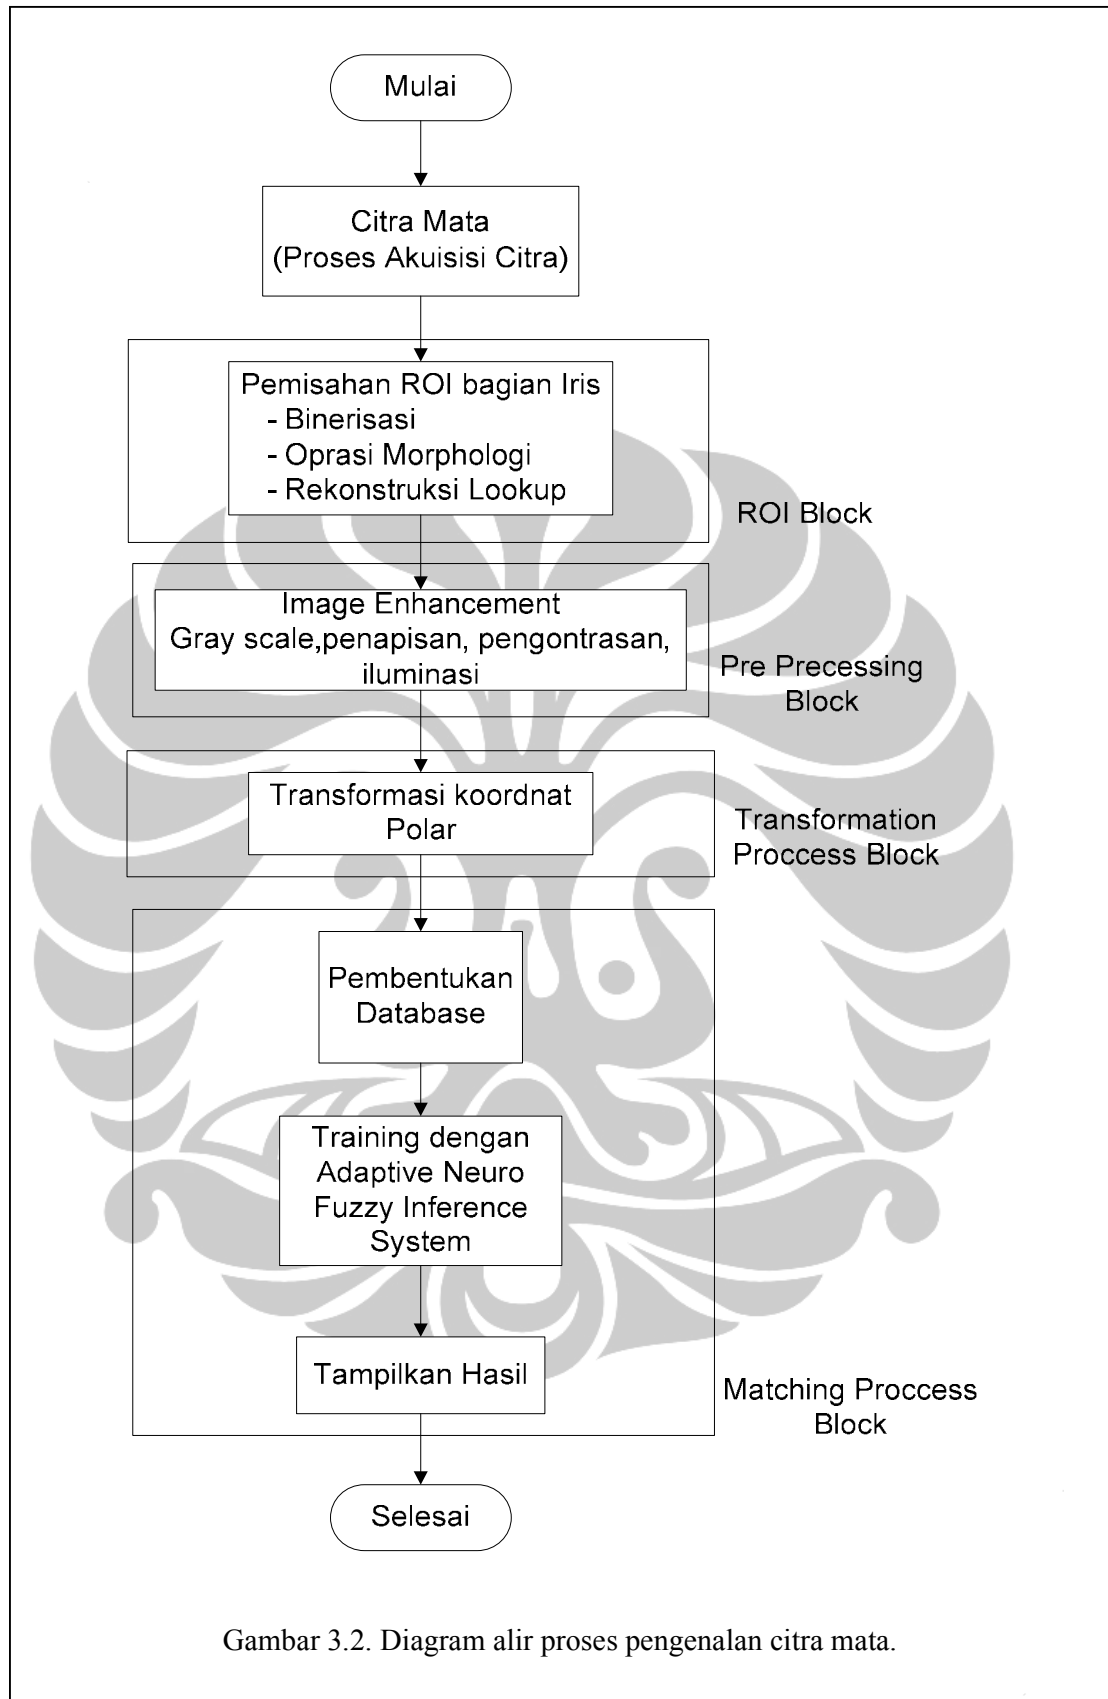 Mulai
Citra Mata
(Proses Akuisisi Citra)
Pemisahan ROI bagian Iris
- Binerisasi
- Oprasi Morphologi
- Rekonstruksi Lookup
ROI Block
Image Enhancement
Gray scale,penapisan, pengontrasan,
iluminasi
Pre Precessing
Block
Transformasi koordnat
Polar
Transformation
Proccess Block
Pembentukan
Database
Training dengan
Adaptive Neuro
Fuzzy Inference
System
Tampilkan Hasil
Matching Proccess
Block
Selesai
Gambar 3.2. Diagram alir proses pengenalan citra mata.